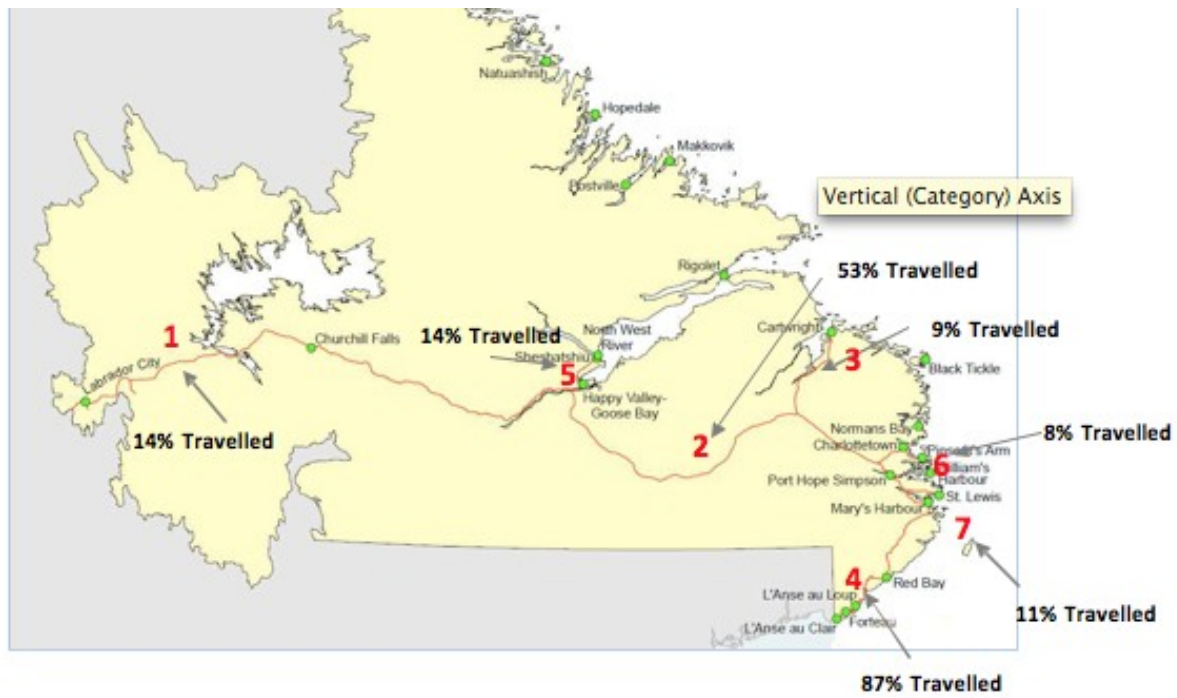 Natuashish
Hopedale
Makkovik
Postville
Vertical (Category) Axis
Rigolet
53% Travelled
1
14% Travelled
North West
River
Cartwright
9% Travelled
Churchill Falls
Sheshatshiu
5
3
Black Tickle
Labrador City
Happy Valley-
Goose Bay
14% Travelled
2
Normans Bay
8% Travelled
Charlottetown
Pinsent's Arm
6
William's
Harbour
Port Hope Simpson
St. Lewis
Mary's Harbour
7
4
Red Bay
L'Anse au Loup
11% Travelled
Forteau
L'Anse au Clair
87% Travelled